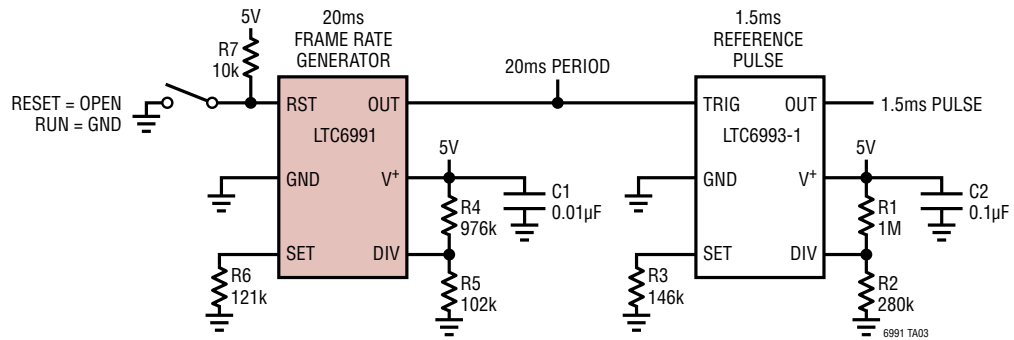 20ms
FRAME RATE
GENERATOR
1.5ms
REFERENCE
PULSE
5V
R7
10k
20ms PERIOD
RESET = OPEN
RUN = GND
RST
OUT
LTC6991
GND
V+
SET
DIV
5V
R4
976k
C1
0.01µF
R6
121k
R5
102k
TRIG
OUT
1.5ms PULSE
LTC6993-1
GND
V+
SET
DIV
5V
R1
1M
C2
0.1µF
R3
146k
R2
280k
6991 TA03